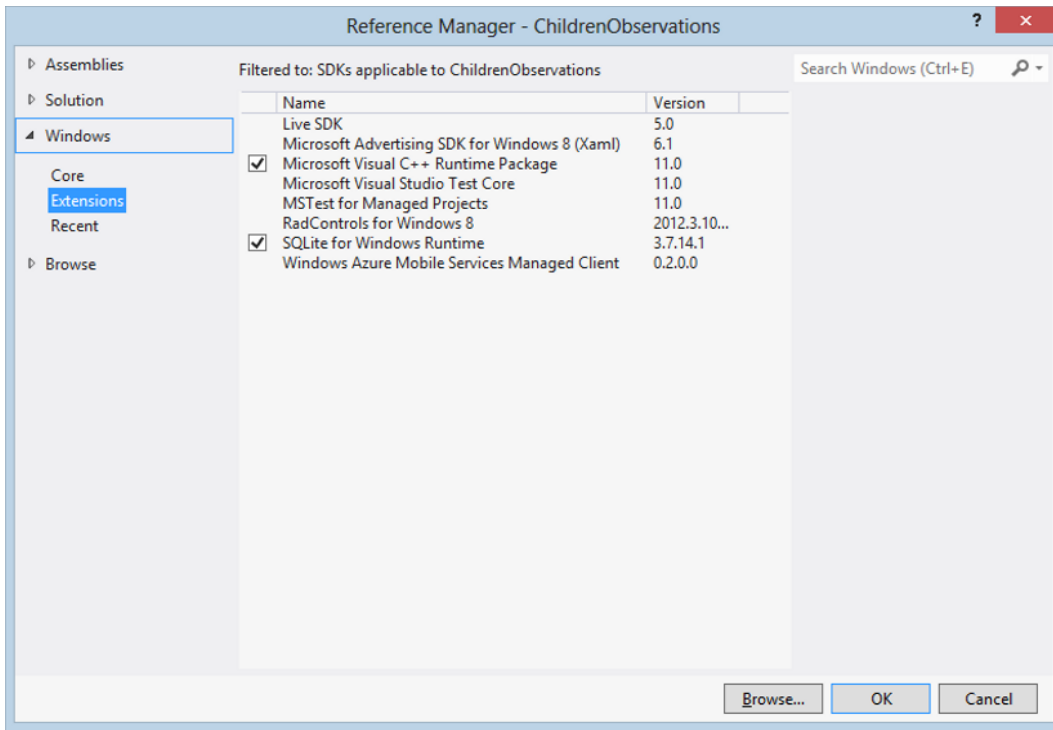 Reference Manager - ChildrenObservations
?
Assemblies
Solution
Windows
Core
Extensions
Recent
Browse
Filtered to: SDKs applicable to ChildrenObservations
Search Windows (Ctrl+E)
Name Version
Live SDK 5.0
Microsoft Advertising SDK for Windows 8 (Xaml) 6.1
Microsoft Visual C++ Runtime Package 11.0
Microsoft Visual Studio Test Core 11.0
MSTest for Managed Projects 11.0
RadControls for Windows 8 2012.3.10...
SQLite for Windows Runtime 3.7.14.1
Windows Azure Mobile Services Managed Client 0.2.0.0
Browse... OK Cancel